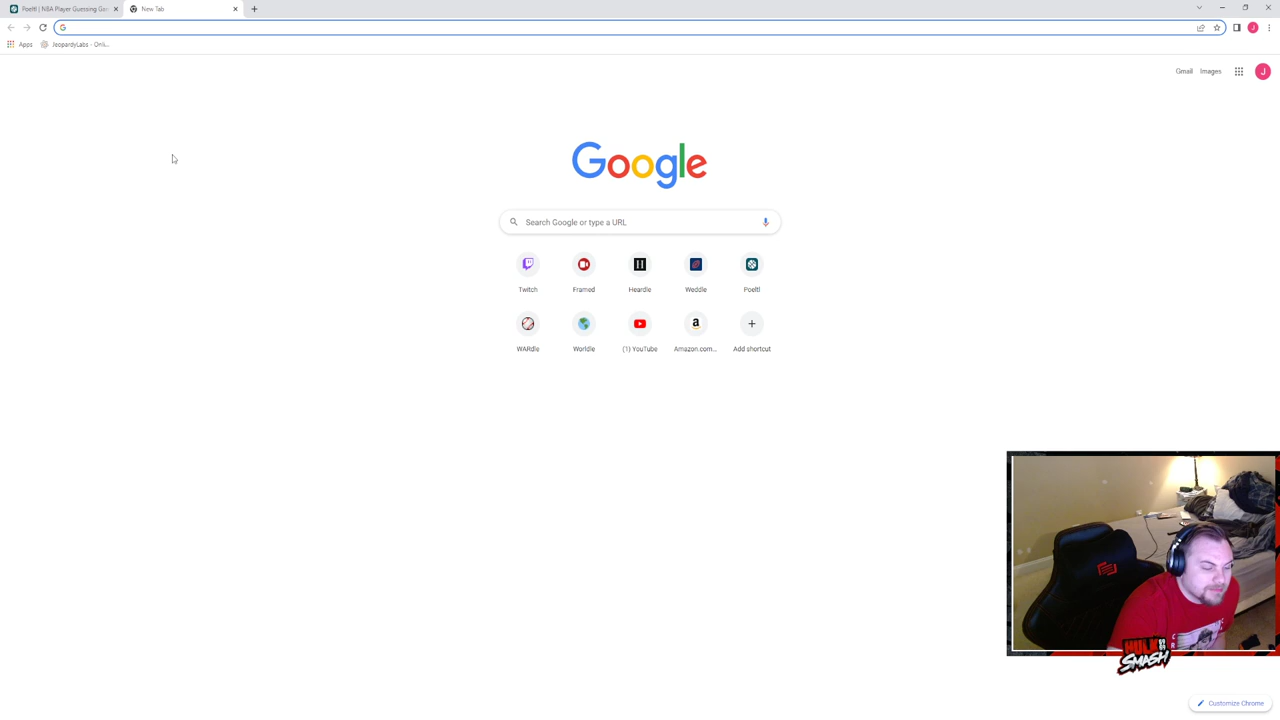 Poeltl | NBA Player Guessing Ga
New Tab
Apps
JeopardyLabs - Onli...
Gmail
Images
J
Google
Search Google or type a URL
Twitch
Framed
Heardle
Weddle
Poeltl
WARdle
Worldle
(1) YouTube
Amazon.com...
Add shortcut
HULK
SMASH
Customize Chrome